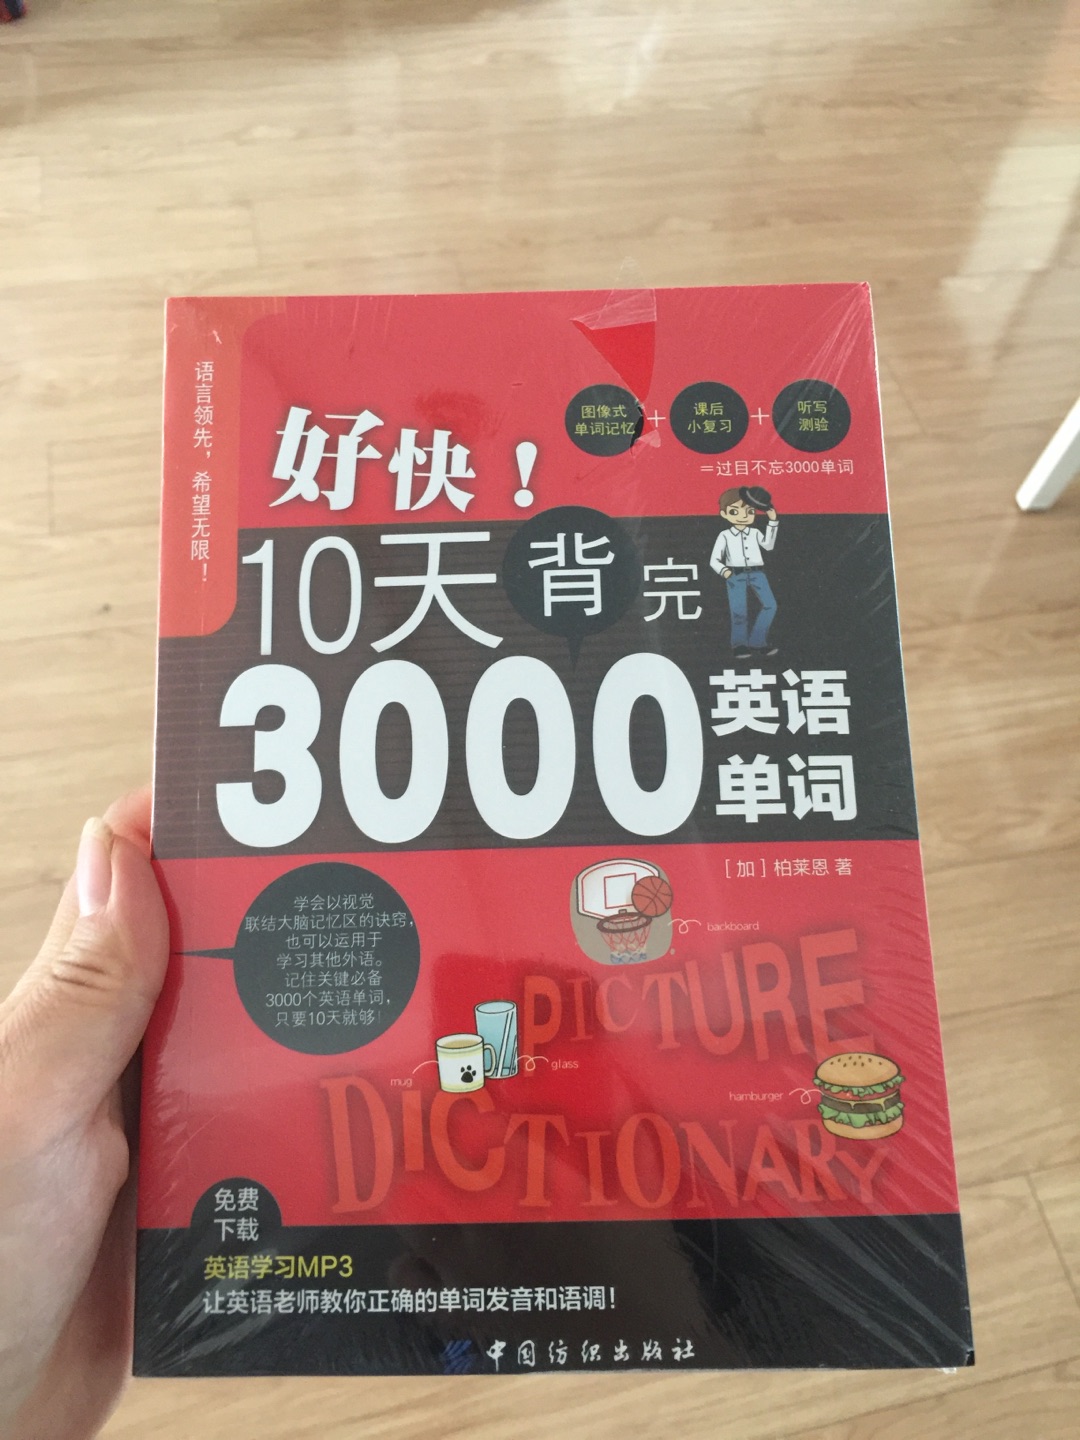 语言领先，希望无限！
图像式
单词记忆
+
课后
小复习
+
听写
测验
=过目不忘3000单词
好快！
10天背完
3000英语
单词
[加]柏莱恩 著
学会以视觉
联结大脑记忆区的诀窍，
也可以运用于
学习其他外语。
记住关键必备
3000个英语单词，
只要10天就够！
backboard
PICTURE
glass
mug
hamburger
DICTIONARY
免费
下载
英语学习MP3
让英语老师教你正确的单词发音和语调！
中国纺织出版社